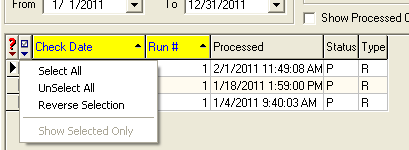 From 1/ 1/2011 To 12/31/2011
Show Processed
? Check Date Run # Processed Status Type
1 2/1/2011 11:49:08 AM P R
1 1/18/2011 1:59:00 PM P R
1 1/4/2011 9:40:03 AM P R
Select All
UnSelect All
Reverse Selection
Show Selected Only